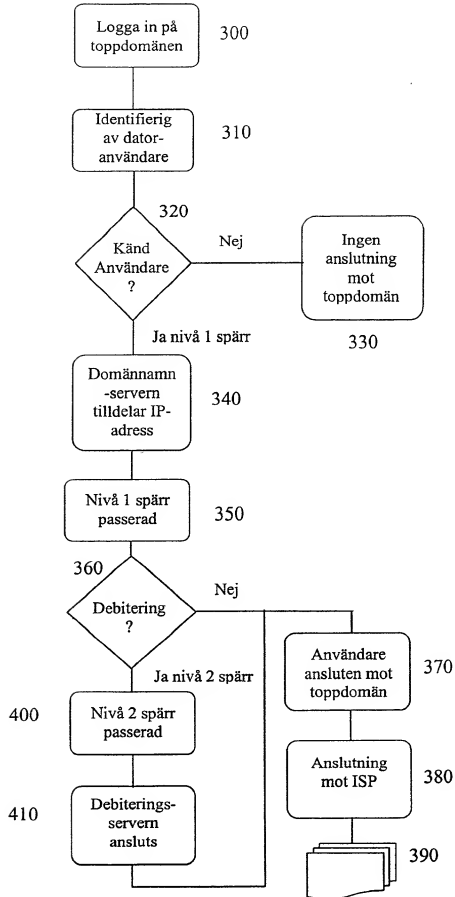 Logga in på
toppdomänen
300
Identifierig
av dator-
användare
310
320
Känd
Användare
?
Nej
Ingen
anslutning
mot
toppdomän
330
Ja nivå 1 spärr
Domännamn
-servern
tilldelar IP-
adress
340
Nivå 1 spärr
passerad
350
360
Debitering
?
Nej
Ja nivå 2 spärr
Användare
ansluten mot
toppdomän
370
400
Nivå 2 spärr
passerad
Anslutning
mot ISP
380
410
Debiterings-
servern
ansluts
390